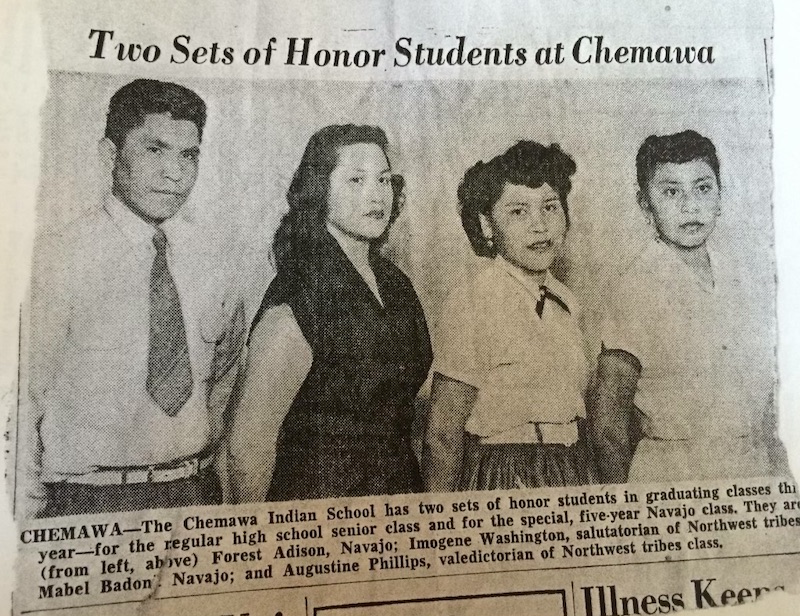 Two Sets of Honor Students at Chemawa
CHEMAWA—The Chemawa Indian School has two sets of honor students in graduating classes thi
year—for the regular high school senior class and for the special, five-year Navajo class. They are
(from left, above) Forest Adison, Navajo; Imogene Washington, salutatorian of Northwest tribes
Mabel Badon, Navajo; and Augustine Phillips, valedictorian of Northwest tribes class.
Illness Keeps